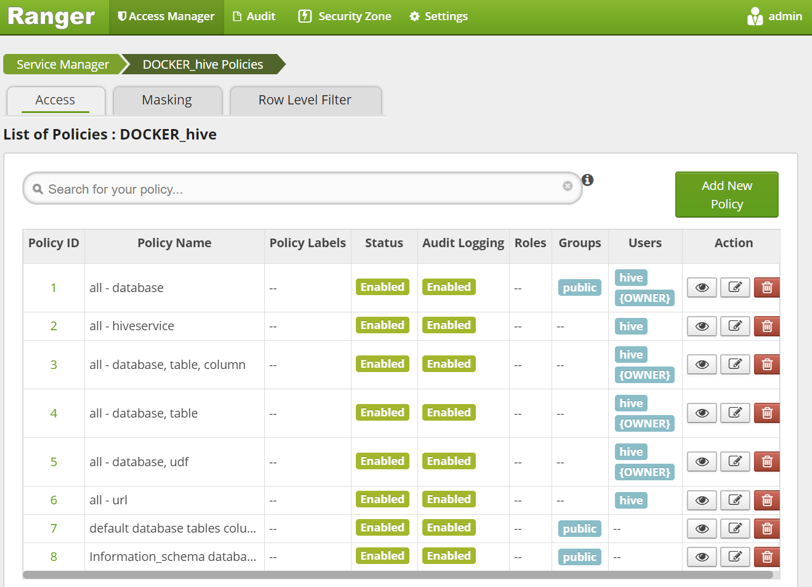 Ranger Access Manager Audit Security Zone Settings admin
Service Manager DOCKER_hive Policies
Access Masking Row Level Filter
List of Policies : DOCKER_hive
Search for your policy...
Add New
Policy
Policy ID Policy Name Policy Labels Status Audit Logging Roles Groups Users Action
1 all - database -- Enabled Enabled -- public hive
{OWNER}
2 all - hiveservice -- Enabled Enabled -- -- hive
3 all - database, table, column -- Enabled Enabled -- -- hive
{OWNER}
4 all - database, table -- Enabled Enabled -- -- hive
{OWNER}
5 all - database, udf -- Enabled Enabled -- -- hive
{OWNER}
6 all - url -- Enabled Enabled -- -- hive
7 default database tables colu... -- Enabled Enabled -- public --
8 Information_schema databa... -- Enabled Enabled -- public --